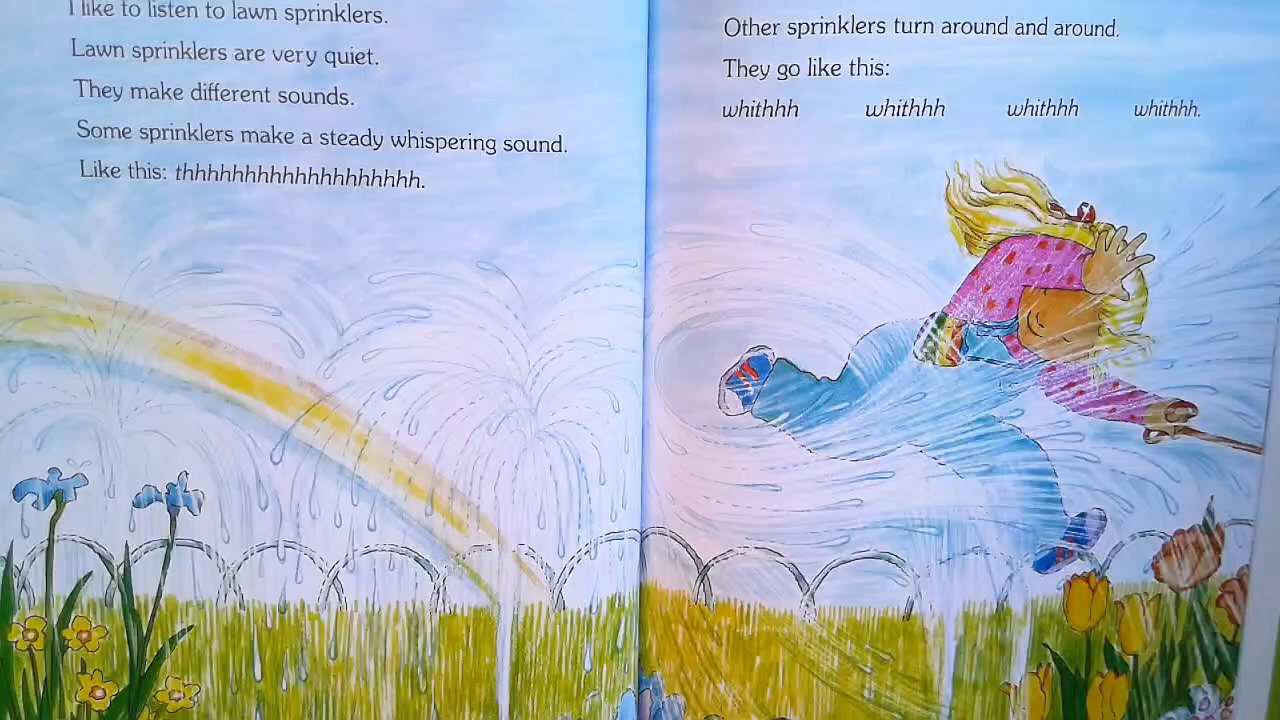 I like to listen to lawn sprinklers.
Lawn sprinklers are very quiet.
They make different sounds.
Some sprinklers make a steady whispering sound.
Like this: thhhhhhhhhhhhhhhhhhh.
Other sprinklers turn around and around.
They go like this:
whithhh whithhh whithhh whithhh.